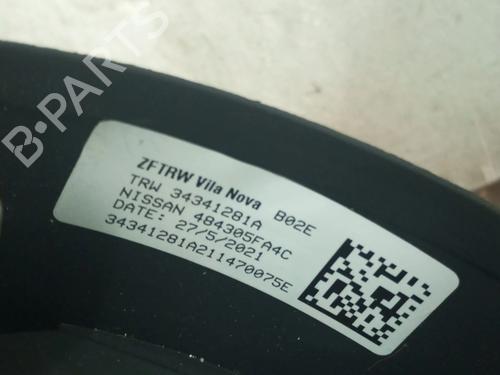 B-PARTS
ZFTRW Vila Nova B02E
TRW 34341281A
NISSAN 484305FA4C
DATE: 27/5/2021
34341281A211470075E